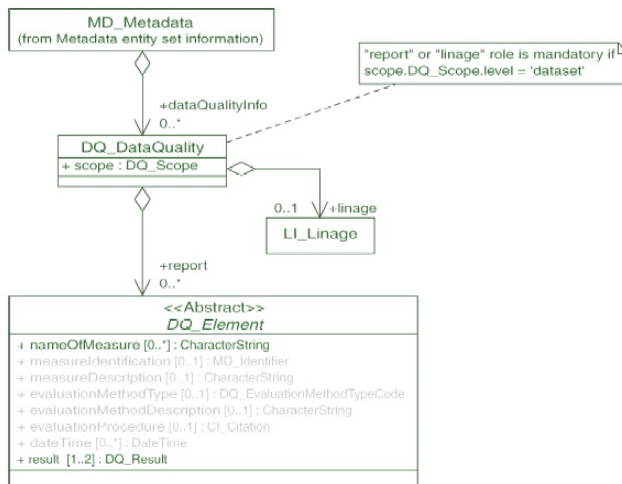 MD_Metadata
(from Metadata entity set information)
"report" or "linage" role is mandatory if
scope.DQ_Scope.level = 'dataset'
+dataQualityInfo
0..*
DQ_DataQuality
+ scope : DQ_Scope
0..1 +linage
LI_Linage
+report
0..*
<<Abstract>>
DQ_Element
+ nameOfMeasure [0..*] : CharacterString
+ measureIdentification [0..1] : MD_Identifier
+ measureDescription [0..1] : CharacterString
+ evaluationMethodType [0..1] : DQ_EvaluationMethodTypeCode
+ evaluationMethodDescription [0..1] : CharacterString
+ evaluationProcedure [0..1] : CI_Citation
+ dateTime [0..*] : DateTime
+ result [1..2] : DQ_Result